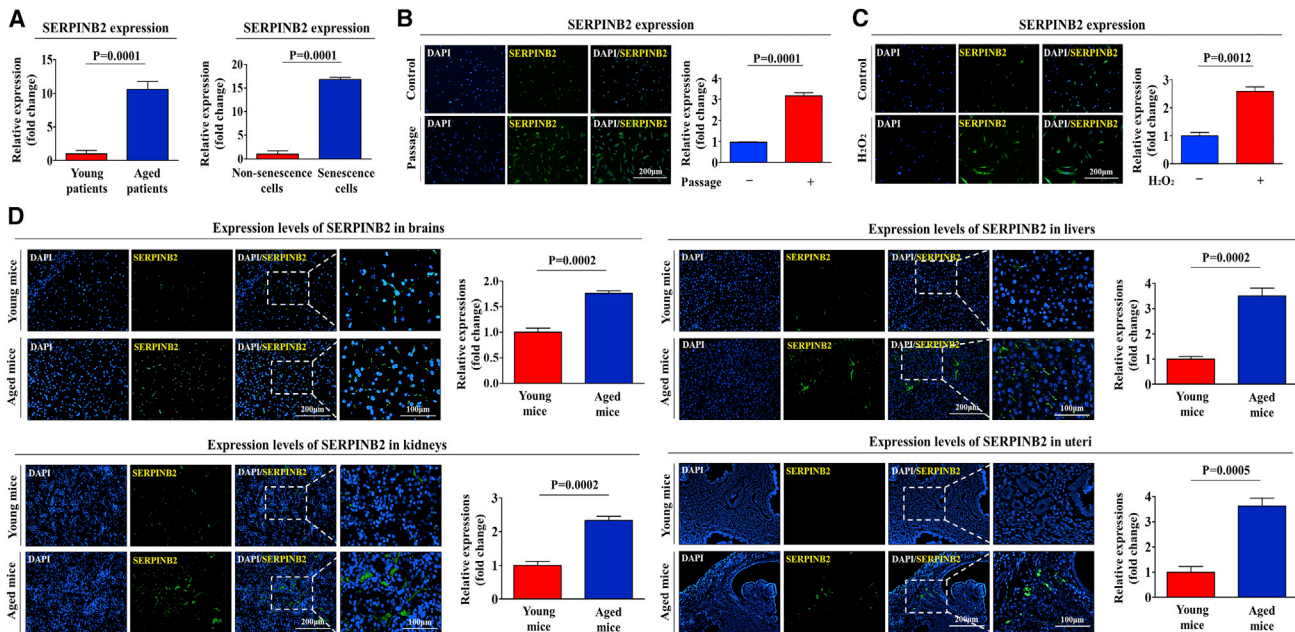 A
SERPINB2 expression
P=0.0001
Relative expression
(fold change)
15
10
5
0
Young
patients
Aged
patients
SERPINB2 expression
P=0.0001
Relative expression
(fold change)
20
15
10
5
0
Non-senescence
cells
Senescence
cells
B
SERPINB2 expression
Control
DAPI
SERPINB2
DAPI/SERPINB2
Passage
DAPI
SERPINB2
DAPI/SERPINB2
200μm
P=0.0001
Relative expression
(fold change)
4
3
2
1
0
Passage − +
C
SERPINB2 expression
Control
DAPI
SERPINB2
DAPI/SERPINB2
H₂O₂
DAPI
SERPINB2
DAPI/SERPINB2
200μm
P=0.0012
Relative expression
(fold change)
3
2
1
0
H₂O₂ − +
D
Expression levels of SERPINB2 in brains
Young mice
DAPI
SERPINB2
DAPI/SERPINB2
Aged mice
DAPI
SERPINB2
DAPI/SERPINB2
200μm
100μm
P=0.0002
Relative expressions
(fold change)
2.0
1.5
1.0
0.5
0.0
Young
mice
Aged
mice
Expression levels of SERPINB2 in livers
Young mice
DAPI
SERPINB2
DAPI/SERPINB2
Aged mice
DAPI
SERPINB2
DAPI/SERPINB2
200μm
100μm
P=0.0002
Relative expressions
(fold change)
4
3
2
1
0
Young
mice
Aged
mice
Expression levels of SERPINB2 in kidneys
Young mice
DAPI
SERPINB2
DAPI/SERPINB2
Aged mice
DAPI
SERPINB2
DAPI/SERPINB2
200μm
100μm
P=0.0002
Relative expressions
(fold change)
3
2
1
0
Young
mice
Aged
mice
Expression levels of SERPINB2 in uteri
Young mice
DAPI
SERPINB2
DAPI/SERPINB2
Aged mice
DAPI
SERPINB2
DAPI/SERPINB2
200μm
100μm
P=0.0005
Relative expressions
(fold change)
5
4
3
2
1
0
Young
mice
Aged
mice